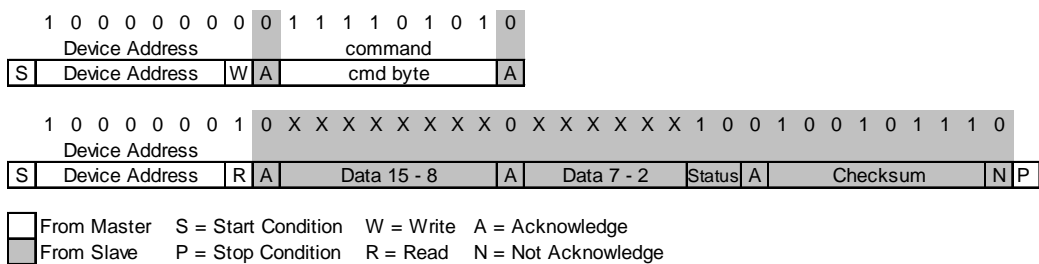 1 0 0 0 0 0 0 0 0 1 1 1 1 0 1 0 1 0
Device Address command
S Device Address W A cmd byte A
1 0 0 0 0 0 0 1 0 X X X X X X X X 0 X X X X X X 1 0 0 1 0 0 1 0 1 1 1 0
Device Address
S Device Address R A Data 15 - 8 A Data 7 - 2 Status A Checksum N P
From Master S = Start Condition W = Write A = Acknowledge
From Slave P = Stop Condition R = Read N = Not Acknowledge